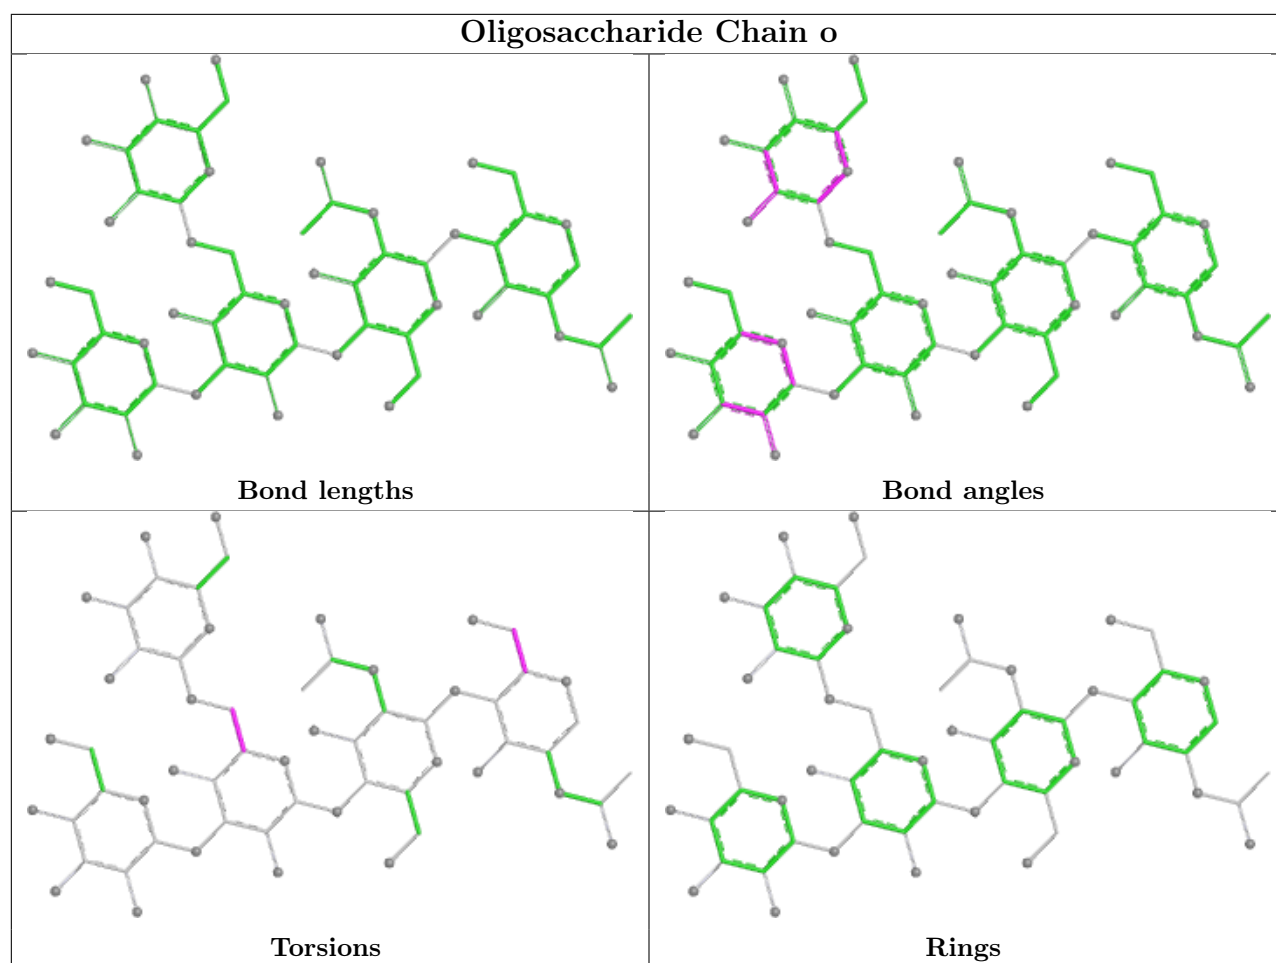 Oligosaccharide Chain o
Bond lengths
Bond angles
Torsions
Rings